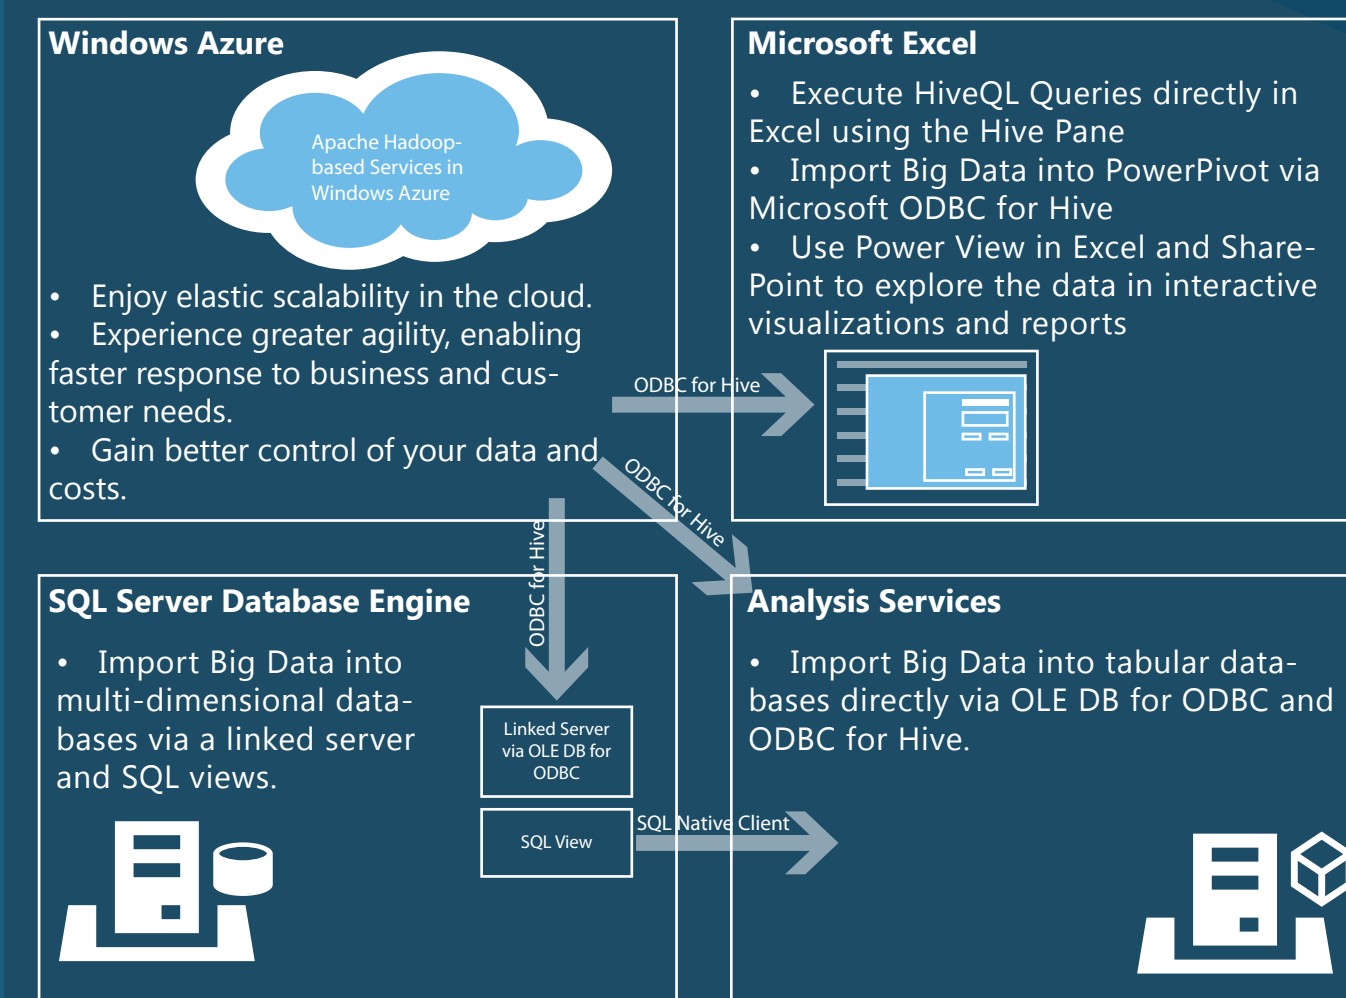 Windows Azure
Apache Hadoop-
based Services in
Windows Azure
• Enjoy elastic scalability in the cloud.
• Experience greater agility, enabling
faster response to business and cus-
tomer needs.
• Gain better control of your data and
costs.
Microsoft Excel
• Execute HiveQL Queries directly in
Excel using the Hive Pane
• Import Big Data into PowerPivot via
Microsoft ODBC for Hive
• Use Power View in Excel and Share-
Point to explore the data in interactive
visualizations and reports
ODBC for Hive
ODBC for Hive
ODBC for Hive
SQL Server Database Engine
• Import Big Data into
multi-dimensional data-
bases via a linked server
and SQL views.
Linked Server
via OLE DB for
ODBC
SQL View
SQL Native Client
Analysis Services
• Import Big Data into tabular data-
bases directly via OLE DB for ODBC and
ODBC for Hive.